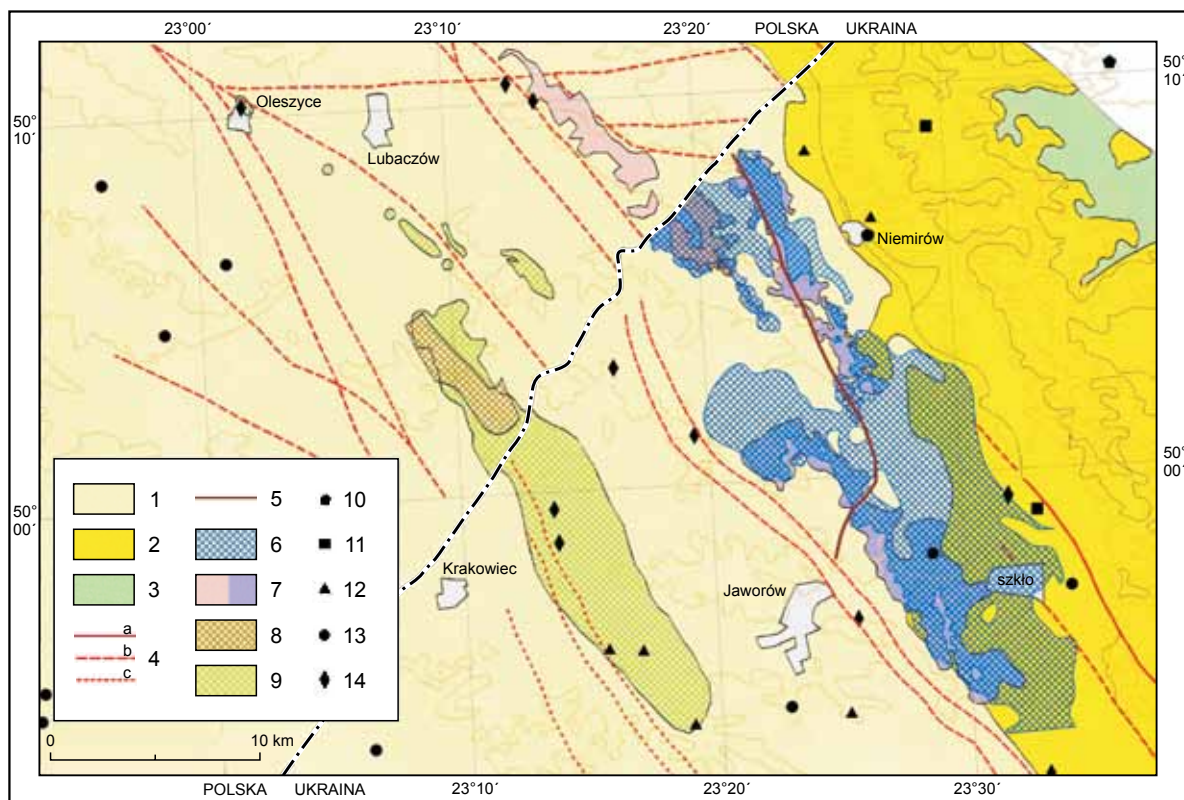 23°00′ 23°10′ 23°20′ POLSKA UKRAINA
50°
10′
50°
10′
Oleszyce
Lubaczów
Niemirów
50°
00′
50°
00′
Krakowiec
Jaworów
szkło
1 5 10
2 6 11
3 7 12
a
b 4 8 13
c
9 14
0 10 km
POLSKA UKRAINA 23°10′ 23°20′ 23°30′